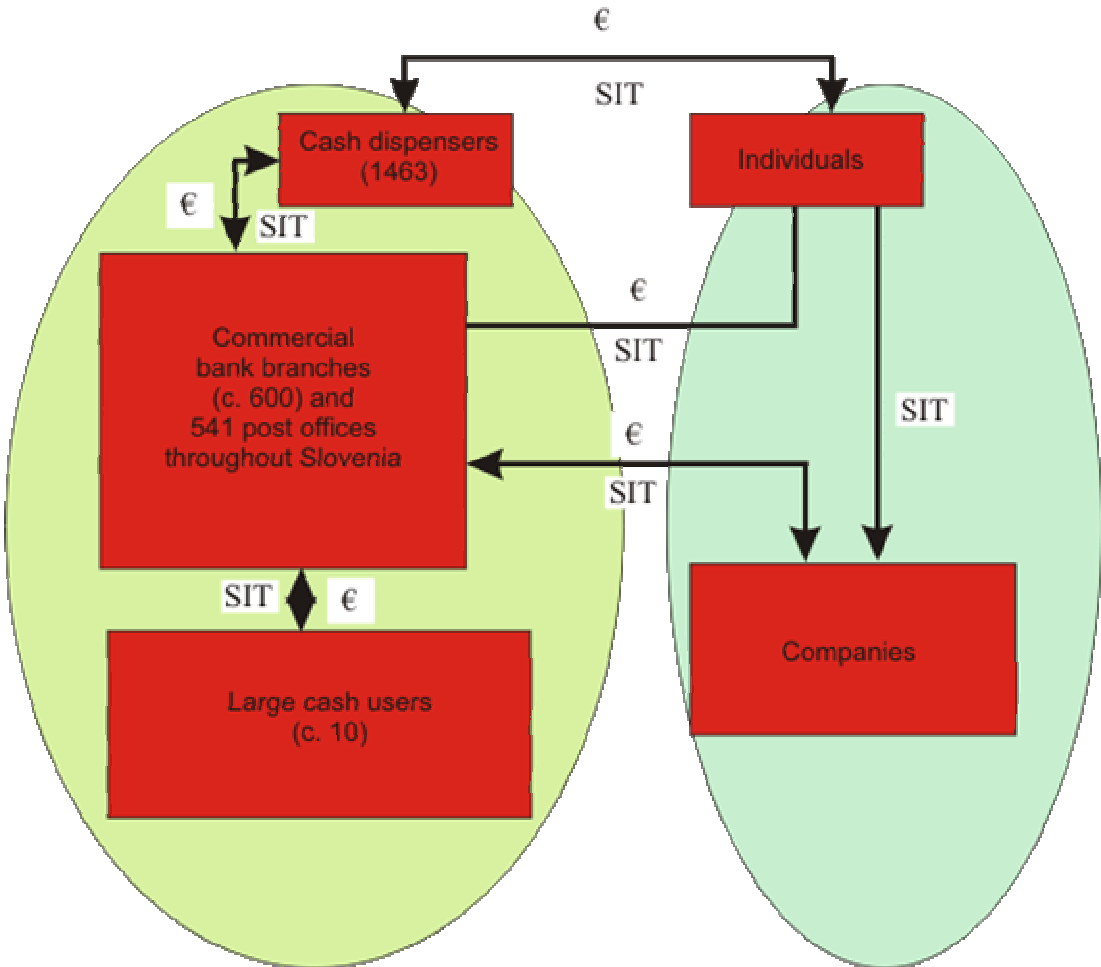 €
SIT
Cash dispensers
(1463)
Individuals
€
SIT
Commercial
bank branches
(c. 600) and
541 post offices
throughout Slovenia
€
SIT
SIT
€
SIT
SIT
€
Large cash users
(c. 10)
Companies